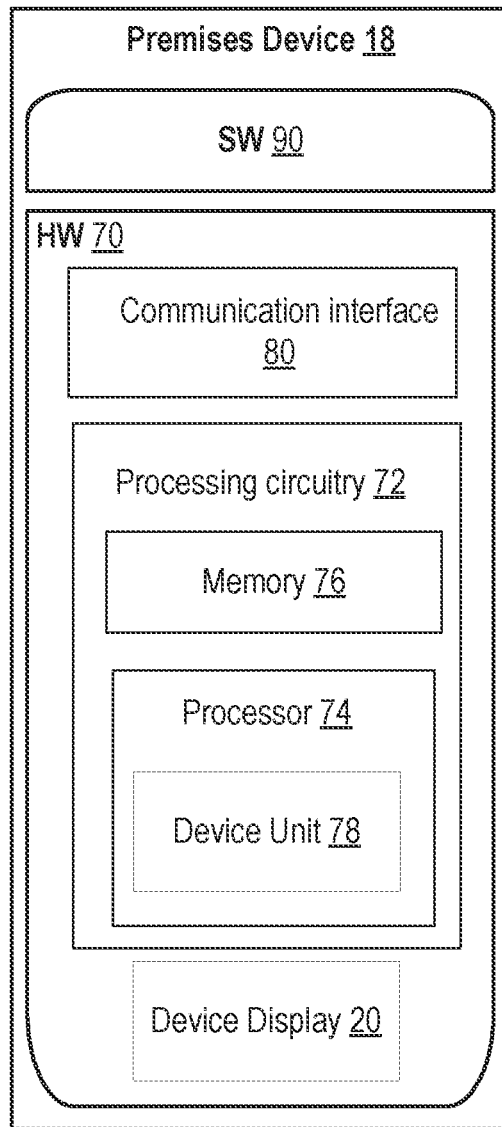 Premises Device 18
SW 90
HW 70
Communication interface
80
Processing circuitry 72
Memory 76
Processor 74
Device Unit 78
Device Display 20